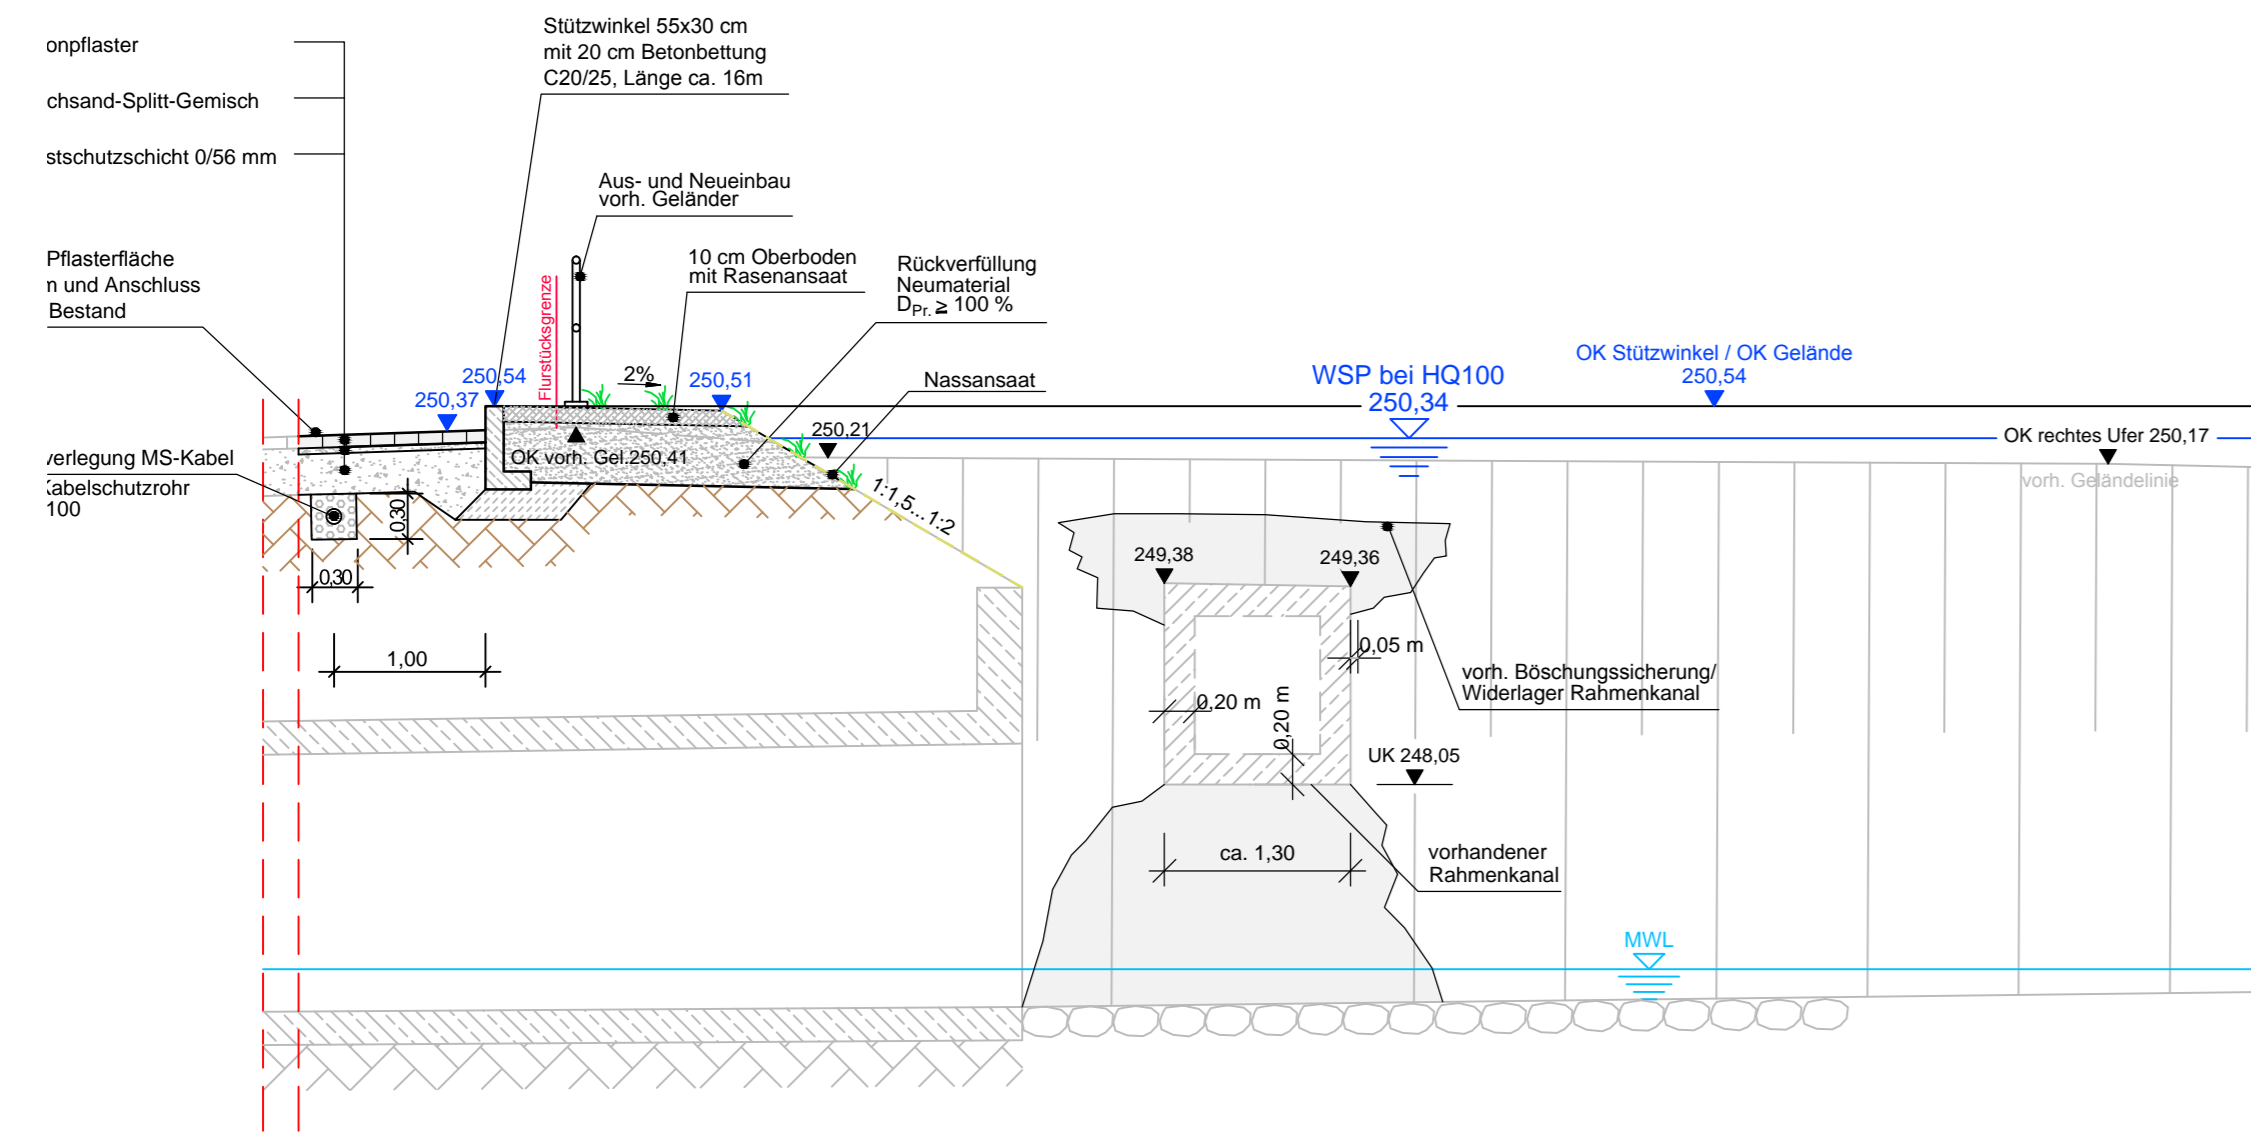 Stützwinkel 55x30 cm
mit 20 cm Betonbettung
C20/25, Länge ca. 16m
onpflaster
chsand-Splitt-Gemisch
stschutzschicht 0/56 mm
Aus- und Neueinbau
vorh. Geländer
Pflasterfläche
n und Anschluss
Bestand
10 cm Oberboden
mit Rasenansaat
Rückverfüllung
Neumaterial
DPr. ≥ 100 %
Flurstücksgrenze
250,54
2%
250,51
250,37
Nassansaat
OK Stützwinkel / OK Gelände
250,54
WSP bei HQ100
250,34
250,21
OK rechtes Ufer 250,17
vorh. Geländelinie
OK vorh. Gel.250,41
verlegung MS-Kabel
Kabelschutzrohr
100
0,30
0,30
1:1,5...1:2
249,38
249,36
1,00
0,05 m
0,20 m
0,20 m
vorh. Böschungssicherung/
Widerlager Rahmenkanal
UK 248,05
ca. 1,30
vorhandener
Rahmenkanal
MWL